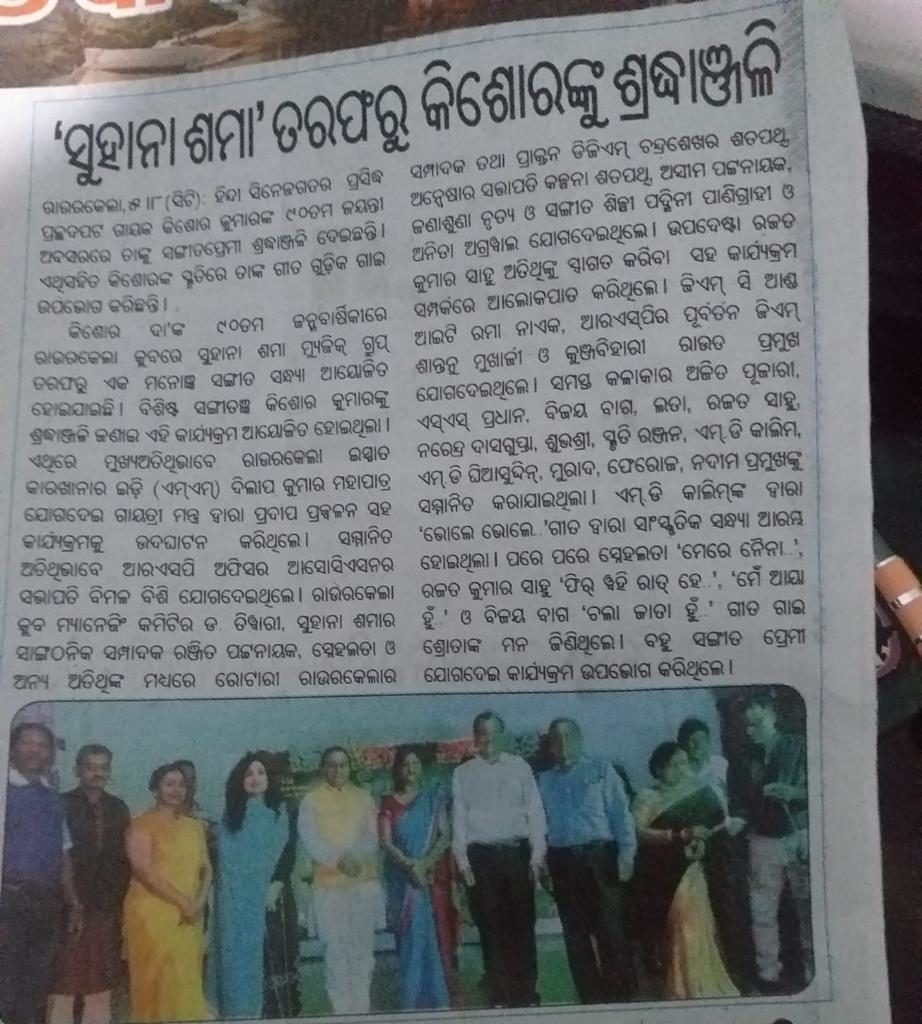 ‘ସୁହାନା ଶମା’ ତରଫରୁ କିଶୋରଙ୍କୁ ଶ୍ରଦ୍ଧାଞ୍ଜଳି
ରାଉରକେଲା,୫।୮(ସିଟି): ହିନ୍ଦୀ ସିନେଜଗତର ପ୍ରସିଦ୍ଧ
ପ୍ରଚ୍ଛଦପଟ ଗାୟକ କିଶୋର କୁମାରଙ୍କ ୯୦ତମ ଜୟନ୍ତୀ
ଅବସରରେ ତାଙ୍କୁ ସଙ୍ଗୀତପ୍ରେମୀ ଶ୍ରଦ୍ଧାଞ୍ଜଳି ଦେଇଛନ୍ତି।
ଏଥିସହିତ କିଶୋରଙ୍କ ସ୍ମୃତିରେ ତାଙ୍କ ଗୀତ ଗୁଡ଼ିକ ଗାଇ
ଉପଭୋଗ କରିଛନ୍ତି।
କିଶୋର ଦା'ଙ୍କ ୯୦ତମ ଜନ୍ମବାର୍ଷିକୀରେ
ରାଉରକେଲା କ୍ଲବରେ ସୁହାନା ଶମା ମ୍ୟୁଜିକ୍ ଗ୍ରୁପ୍
ତରଫରୁ ଏକ ମନୋଜ୍ଞ ସଙ୍ଗୀତ ସନ୍ଧ୍ୟା ଆୟୋଜିତ
ହୋଇଯାଇଛି। ବିଶିଷ୍ଟ ସଙ୍ଗୀତଜ୍ଞ କିଶୋର କୁମାରଙ୍କୁ
ଶ୍ରଦ୍ଧାଞ୍ଜଳି ଜଣାଇ ଏହି କାର୍ଯ୍ୟକ୍ରମ ଆୟୋଜିତ ହୋଇଥିଲା।
ଏଥିରେ ମୁଖ୍ୟଅତିଥିଭାବେ ରାଉରକେଲା ଇସ୍ପାତ
କାରଖାନାର ଇଡ଼ି (ଏମ୍‌ଏମ୍) ଦିଲୀପ କୁମାର ମହାପାତ୍ର
ଯୋଗଦେଇ ଗାୟତ୍ରୀ ମନ୍ତ୍ର ଦ୍ୱାରା ପ୍ରଦୀପ ପ୍ରଜ୍ୱଳନ ସହ
କାର୍ଯ୍ୟକ୍ରମକୁ ଉଦଘାଟନ କରିଥିଲେ। ସମ୍ମାନିତ
ଅତିଥିଭାବେ ଆରଏସପି ଅଫିସର ଆସୋସିଏସନର
ସଭାପତି ବିମଳ ବିଶି ଯୋଗଦେଇଥିଲେ। ରାଉରକେଲା
କ୍ଲବ ମ୍ୟାନେଜିଂ କମିଟିର ଡ. ତିୱାରୀ, ସୁହାନା ଶମାର
ସାଙ୍ଗଠନିକ ସମ୍ପାଦକ ରଞ୍ଜିତ ପଟ୍ଟନାୟକ, ସ୍ନେହଲତା ଓ
ଅନ୍ୟ ଅତିଥିଙ୍କ ମଧ୍ୟରେ ରୋଟାରୀ ରାଉରକେଲାର
ସମ୍ପାଦକ ତଥା ପ୍ରାକ୍ତନ ଡିଜିଏମ୍ ଚନ୍ଦ୍ରଶେଖର ଶତପଥି,
ଅନ୍ୱେଷାର ସଭାପତି କଳ୍ପନା ଶତପଥି, ଅସୀମ ପଟ୍ଟନାୟକ,
ଜଣାଶୁଣା ନୃତ୍ୟ ଓ ସଙ୍ଗୀତ ଶିଳ୍ପୀ ପଦ୍ମିନୀ ପାଣିଗ୍ରାହୀ ଓ
ଅନିତା ଅଗ୍ରୱାଲ ଯୋଗଦେଇଥିଲେ। ଉପଦେଷ୍ଟା ରଜତ
କୁମାର ସାହୁ ଅତିଥିଙ୍କୁ ସ୍ୱାଗତ କରିବା ସହ କାର୍ଯ୍ୟକ୍ରମ
ସମ୍ପର୍କରେ ଆଲୋକପାତ କରିଥିଲେ। ଜିଏମ୍ ସି ଆଣ୍ଡ
ଆଇଟି ରମା ନାଏକ, ଆରଏସ୍‌ପିର ପୂର୍ବତନ ଜିଏମ୍
ଶାନ୍ତନୁ ମୁଖାର୍ଜୀ ଓ କୁଞ୍ଜବିହାରୀ ରାଉତ ପ୍ରମୁଖ
ଯୋଗଦେଇଥିଲେ। ସମସ୍ତ କଳାକାର ଅଜିତ ପୂଜାରୀ,
ଏସ୍‌ଏସ୍ ପ୍ରଧାନ, ବିଜୟ ବାଗ, ଲତା, ରଜତ ସାହୁ,
ନରେନ୍ଦ୍ର ଦାସଗୁପ୍ତା, ଶୁଭଶ୍ରୀ, ସ୍ମୃତି ରଞ୍ଜନ, ଏମ୍.ଡି କାଲିମ,
ଏମ୍.ଡି ଘିଆସୁଦ୍ଦିନ୍, ମୁରାଦ, ଫେରୋଜ, ନଦୀମ ପ୍ରମୁଖଙ୍କୁ
ସମ୍ମାନିତ କରାଯାଇଥିଲା। ଏମ୍.ଡି କାଲିମ୍‌ଙ୍କ ଦ୍ୱାରା
‘ଭୋଲେ ଭୋଲେ..’ଗୀତ ଦ୍ୱାରା ସାଂସ୍କୃତିକ ସନ୍ଧ୍ୟା ଆରମ୍ଭ
ହୋଇଥିଲା। ପରେ ପରେ ସ୍ନେହଲତା ‘ମେରେ ନୈନା..’,
ରଜତ କୁମାର ସାହୁ ‘ଫିର୍ ୱହି ରାତ୍ ହେ..’, ‘ମେଁ ଆୟା
ହୁଁ..’ ଓ ବିଜୟ ବାଗ ‘ଚଲା ଜାତା ହୁଁ..’ ଗୀତ ଗାଇ
ଶ୍ରୋତାଙ୍କ ମନ ଜିଣିଥିଲେ। ବହୁ ସଙ୍ଗୀତ ପ୍ରେମୀ
ଯୋଗଦେଇ କାର୍ଯ୍ୟକ୍ରମ ଉପଭୋଗ କରିଥିଲେ।